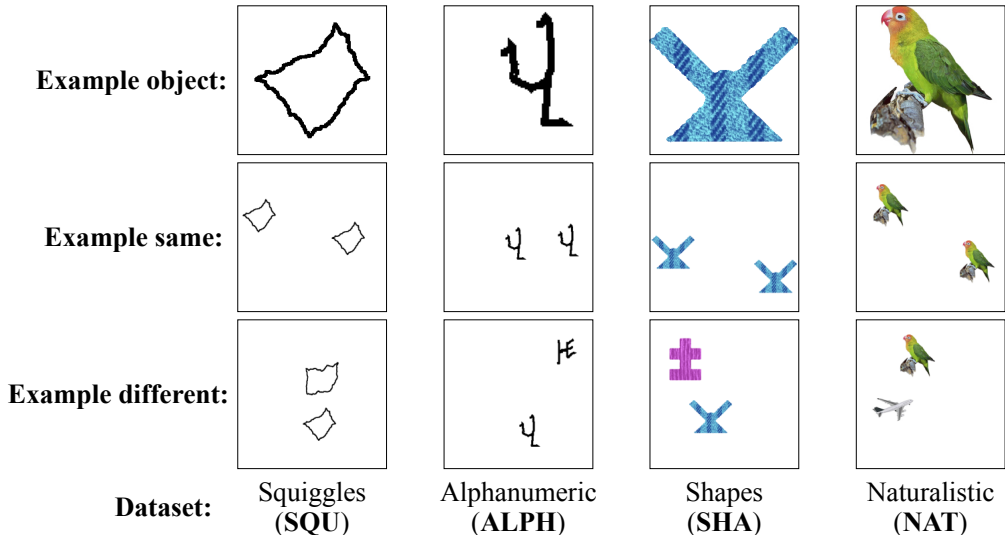 Example object:
Example same:
Example different:
Dataset:
Squiggles
(SQU)
Alphanumeric
(ALPH)
Shapes
(SHA)
Naturalistic
(NAT)